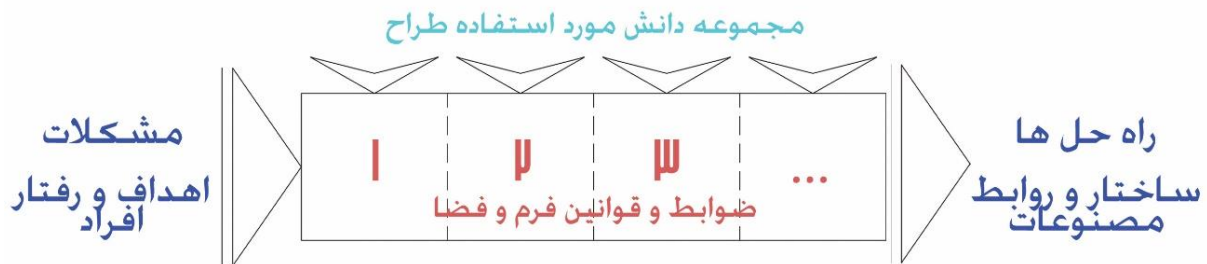 مجموعه دانش مورد استفاده طراح
مشکلات
اهداف و رفتار
افراد
۱ ۲ ۳ ...
ضوابط و قوانین فرم و فضا
راه حل ها
ساختار و روابط
مصنوعات